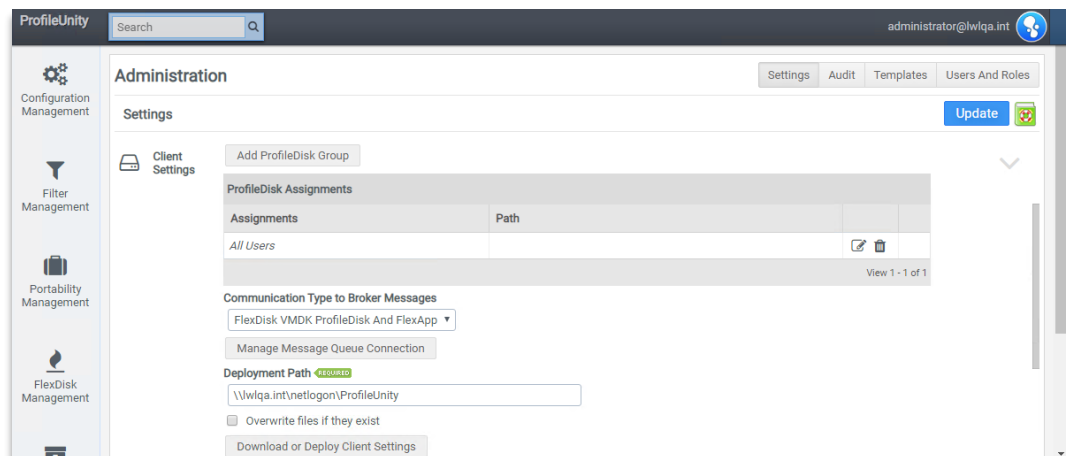 ProfileUnity
Search
administrator@lwlqa.int
Configuration
Management
Filter
Management
Portability
Management
FlexDisk
Management
Administration
Settings Audit Templates Users And Roles
Settings
Update
Client
Settings
Add ProfileDisk Group
ProfileDisk Assignments
Assignments Path
All Users
View 1 - 1 of 1
Communication Type to Broker Messages
FlexDisk VMDK ProfileDisk And FlexApp
Manage Message Queue Connection
Deployment Path REQUIRED
\\lwlqa.int\netlogon\ProfileUnity
Overwrite files if they exist
Download or Deploy Client Settings